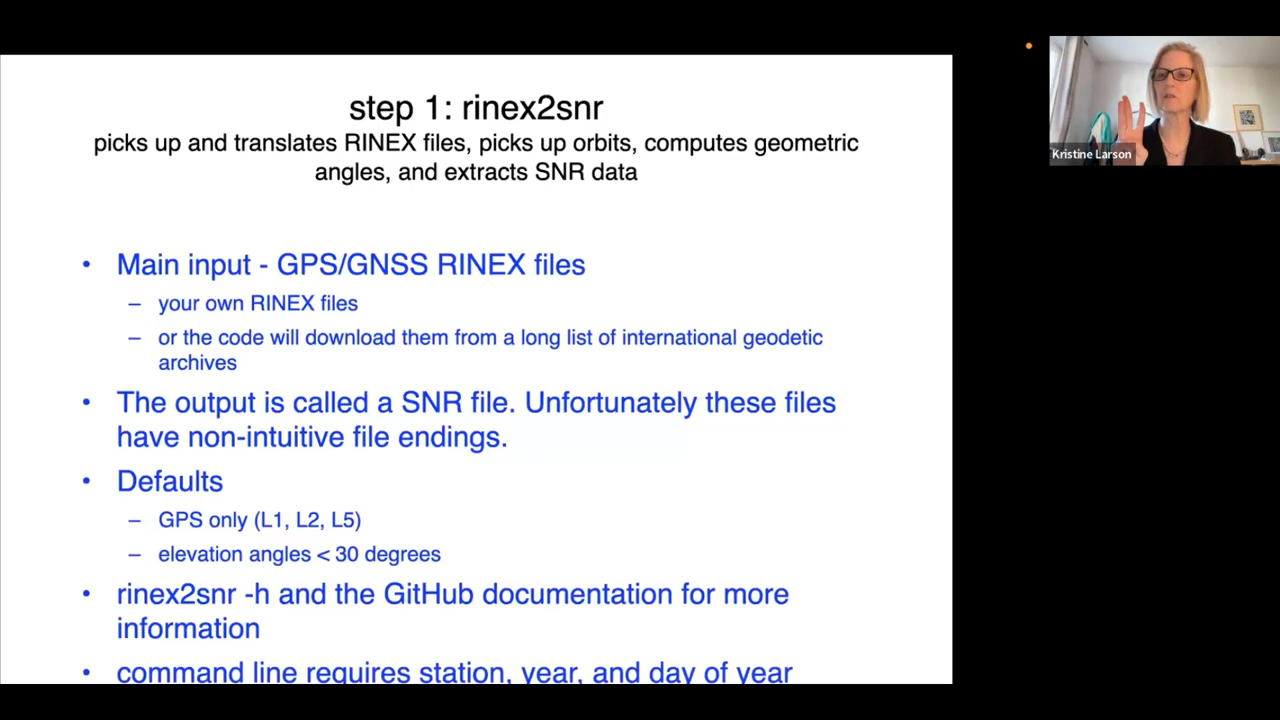 step 1: rinex2snr
picks up and translates RINEX files, picks up orbits, computes geometric
angles, and extracts SNR data
• Main input - GPS/GNSS RINEX files
– your own RINEX files
– or the code will download them from a long list of international geodetic
archives
• The output is called a SNR file. Unfortunately these files
have non-intuitive file endings.
• Defaults
– GPS only (L1, L2, L5)
– elevation angles < 30 degrees
• rinex2snr -h and the GitHub documentation for more
information
• command line requires station, year, and day of year
Kristine Larson